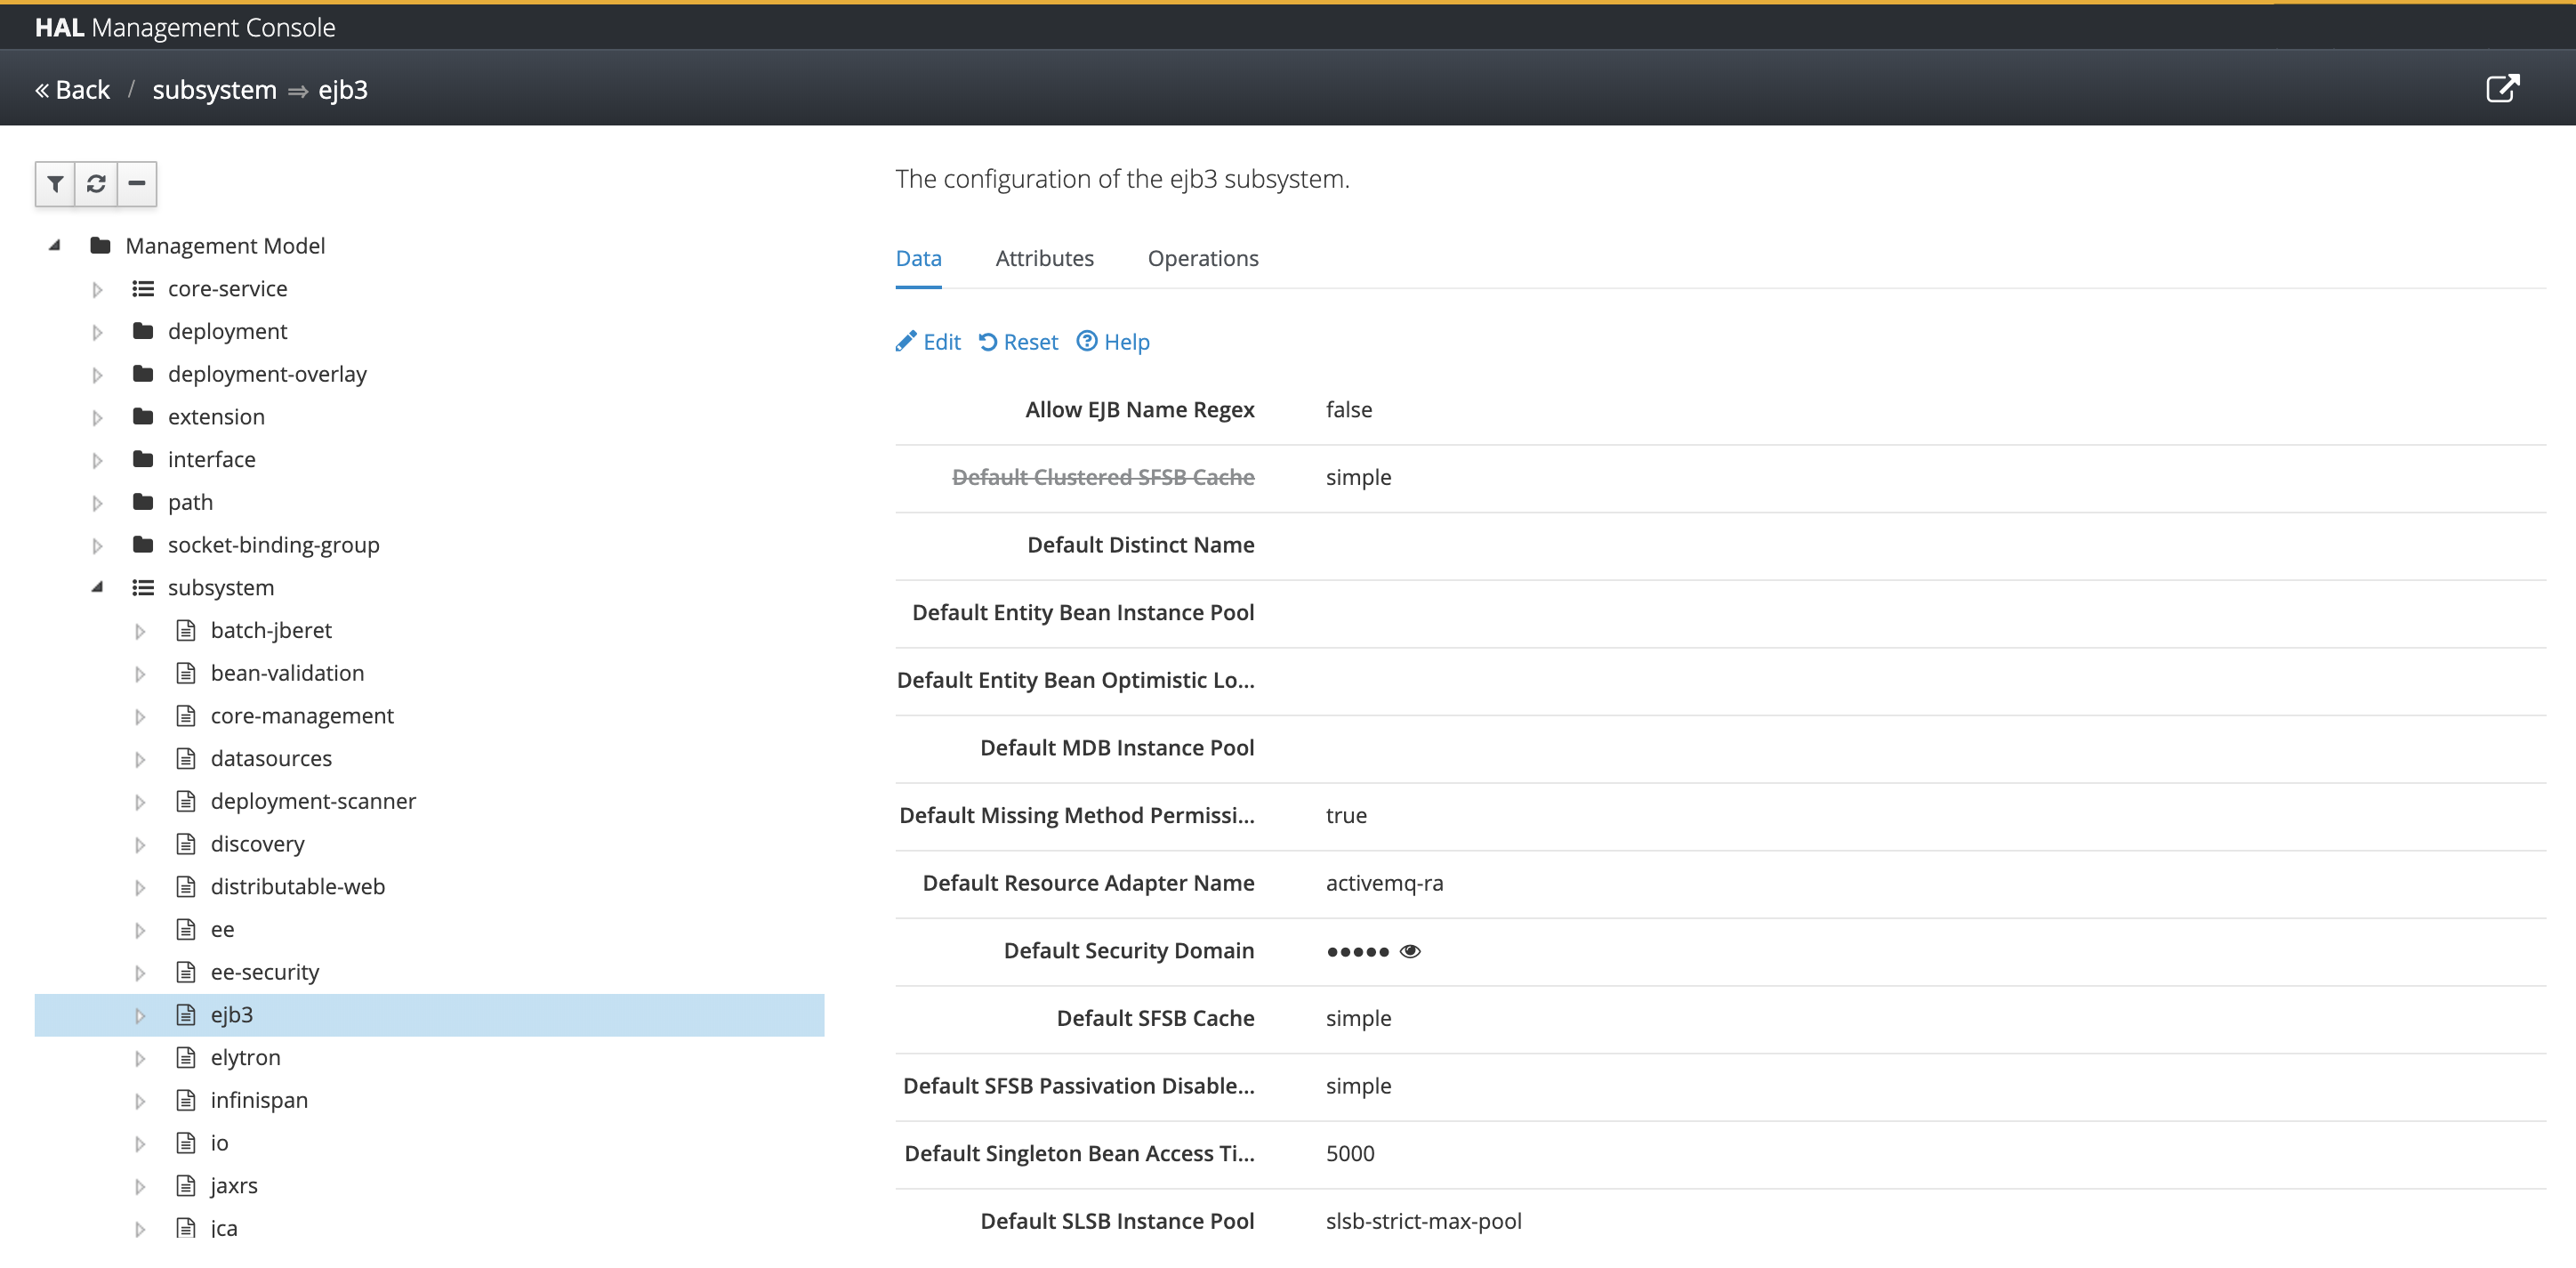 HAL Management Console
« Back / subsystem ⇒ ejb3
Management Model
core-service
deployment
deployment-overlay
extension
interface
path
socket-binding-group
subsystem
batch-jberet
bean-validation
core-management
datasources
deployment-scanner
discovery
distributable-web
ee
ee-security
ejb3
elytron
infinispan
io
jaxrs
jca
The configuration of the ejb3 subsystem.
Data Attributes Operations
Edit Reset Help
Allow EJB Name Regex false
Default Clustered SFSB Cache simple
Default Distinct Name
Default Entity Bean Instance Pool
Default Entity Bean Optimistic Lo...
Default MDB Instance Pool
Default Missing Method Permissi... true
Default Resource Adapter Name activemq-ra
Default Security Domain •••••
Default SFSB Cache simple
Default SFSB Passivation Disable... simple
Default Singleton Bean Access Ti... 5000
Default SLSB Instance Pool slsb-strict-max-pool